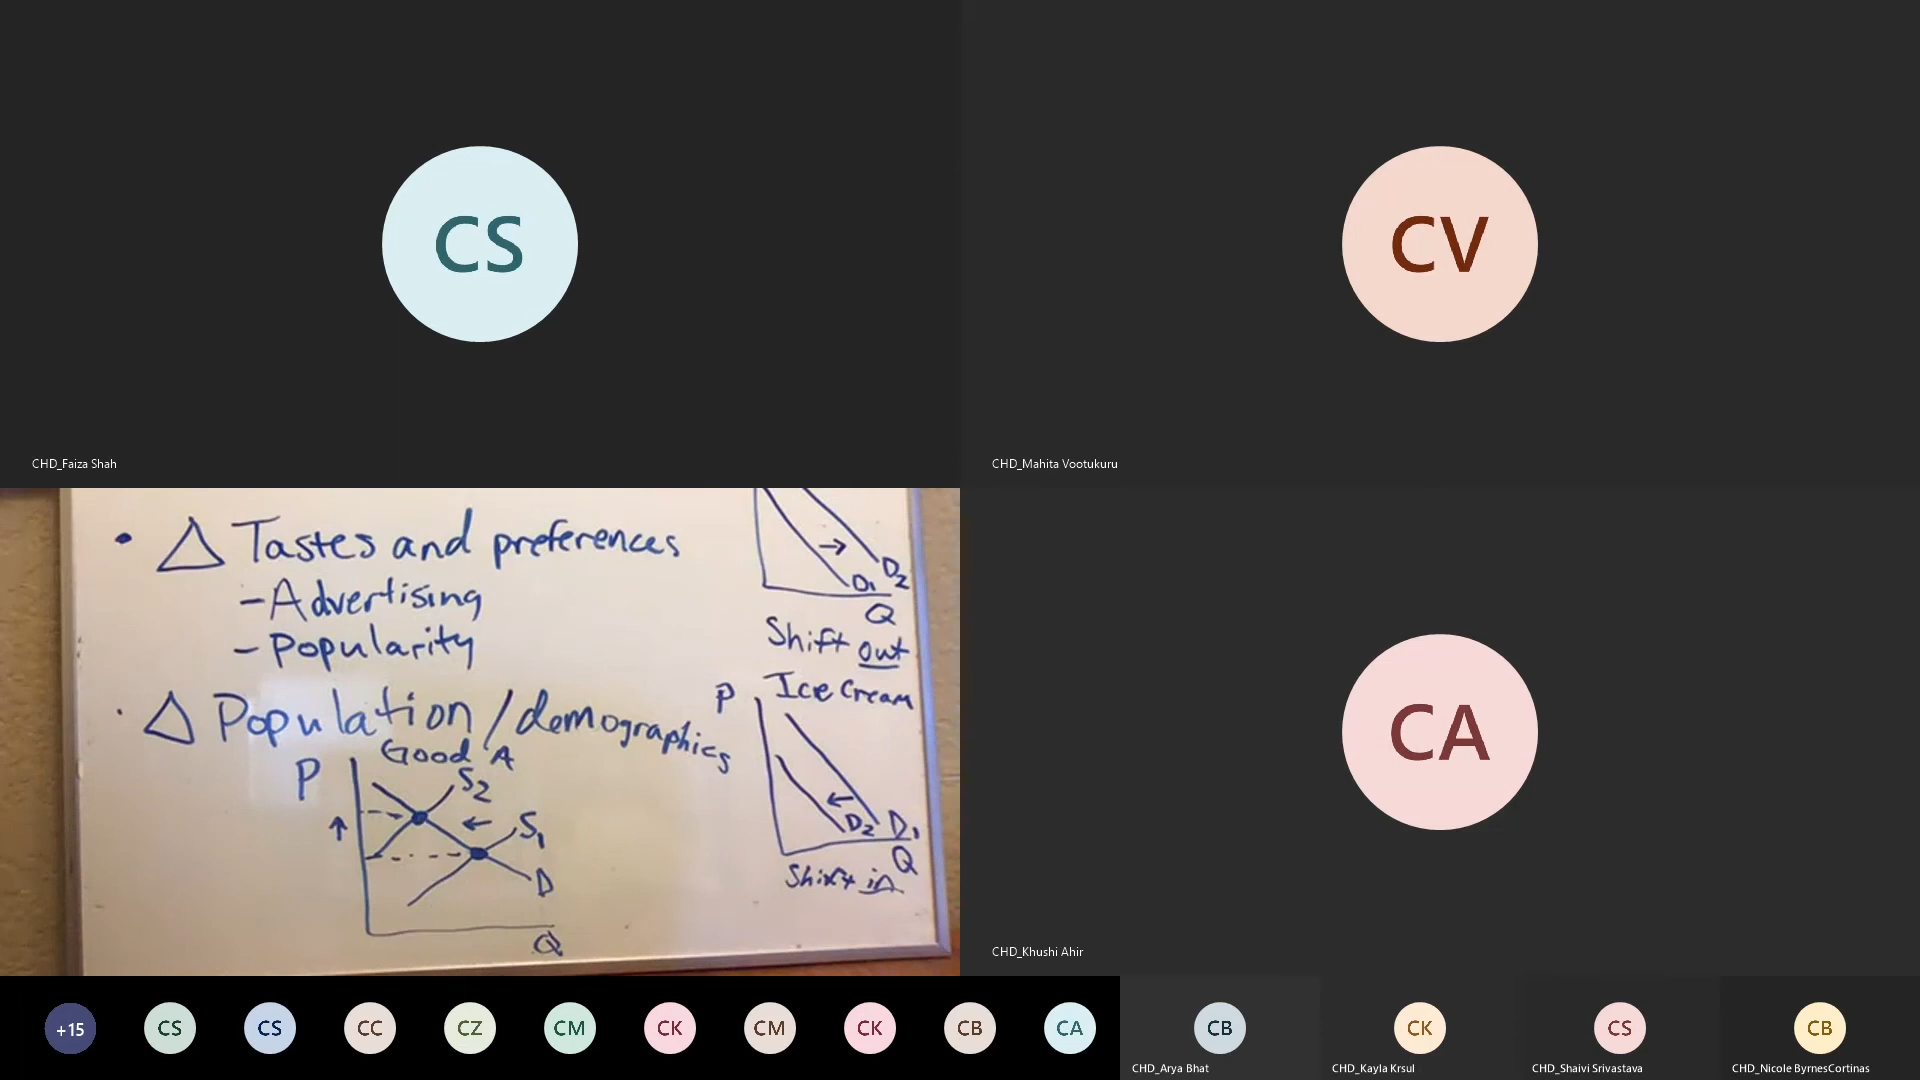 CS
CHD_Faiza Shah
CV
CHD_Mahita Vootukuru
• △ Tastes and preferences
- Advertising
- Popularity
• △ Population/demographics
Good A
P
S2
S1
D
Q
D1
D2
Q
Shift out
P
Ice Cream
D2
D1
Q
Shift in
CA
CHD_Khushi Ahir
+15
CS
CS
CC
CZ
CM
CK
CM
CK
CB
CA
CB
CHD_Arya Bhat
CK
CHD_Kayla Krsul
CS
CHD_Shaivi Srivastava
CB
CHD_Nicole ByrnesCortinas